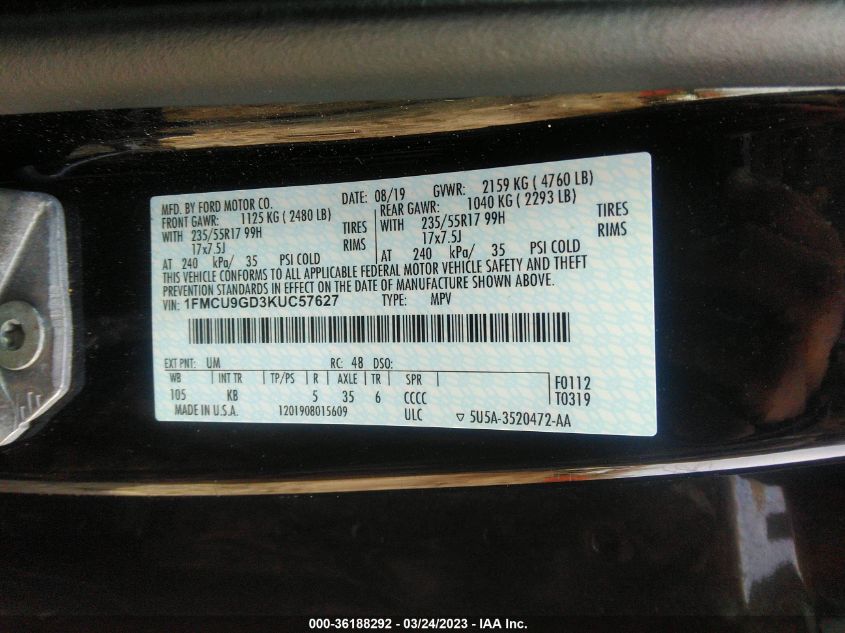 MFD. BY FORD MOTOR CO. DATE: 08/19 GVWR: 2159 KG ( 4760 LB)
FRONT GAWR: 1125 KG ( 2480 LB) REAR GAWR: 1040 KG ( 2293 LB)
WITH 235/55R17 99H TIRES WITH 235/55R17 99H TIRES
17x7.5J RIMS 17x7.5J RIMS
AT 240 kPa/ 35 PSI COLD AT 240 kPa/ 35 PSI COLD
THIS VEHICLE CONFORMS TO ALL APPLICABLE FEDERAL MOTOR VEHICLE SAFETY AND THEFT
PREVENTION STANDARDS IN EFFECT ON THE DATE OF MANUFACTURE SHOWN ABOVE.
VIN: 1FMCU9GD3KUC57627 TYPE: MPV
EXT PNT: UM RC: 48 DSO:
WB INT TR TP/PS R AXLE TR SPR F0112
105 KB 5 35 6 CCCC T0319
MADE IN U.S.A. 1201908015609 ULC ▽ 5U5A-3520472-AA
000-36188292 - 03/24/2023 - IAA Inc.